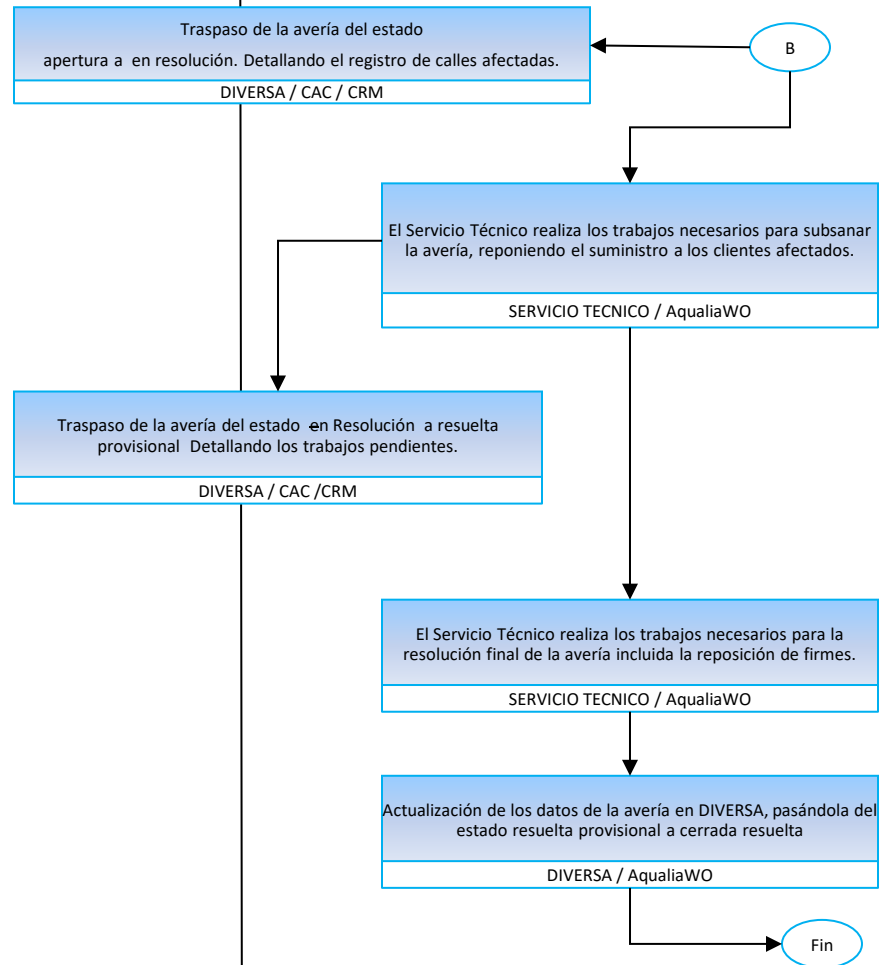 Traspaso de la avería del estado
apertura a en resolución. Detallando el registro de calles afectadas.
DIVERSA / CAC / CRM
B
El Servicio Técnico realiza los trabajos necesarios para subsanar
la avería, reponiendo el suministro a los clientes afectados.
SERVICIO TECNICO / AqualiaWO
Traspaso de la avería del estado en Resolución a resuelta
provisional Detallando los trabajos pendientes.
DIVERSA / CAC /CRM
El Servicio Técnico realiza los trabajos necesarios para la
resolución final de la avería incluida la reposición de firmes.
SERVICIO TECNICO / AqualiaWO
Actualización de los datos de la avería en DIVERSA, pasándola del
estado resuelta provisional a cerrada resuelta
DIVERSA / AqualiaWO
Fin